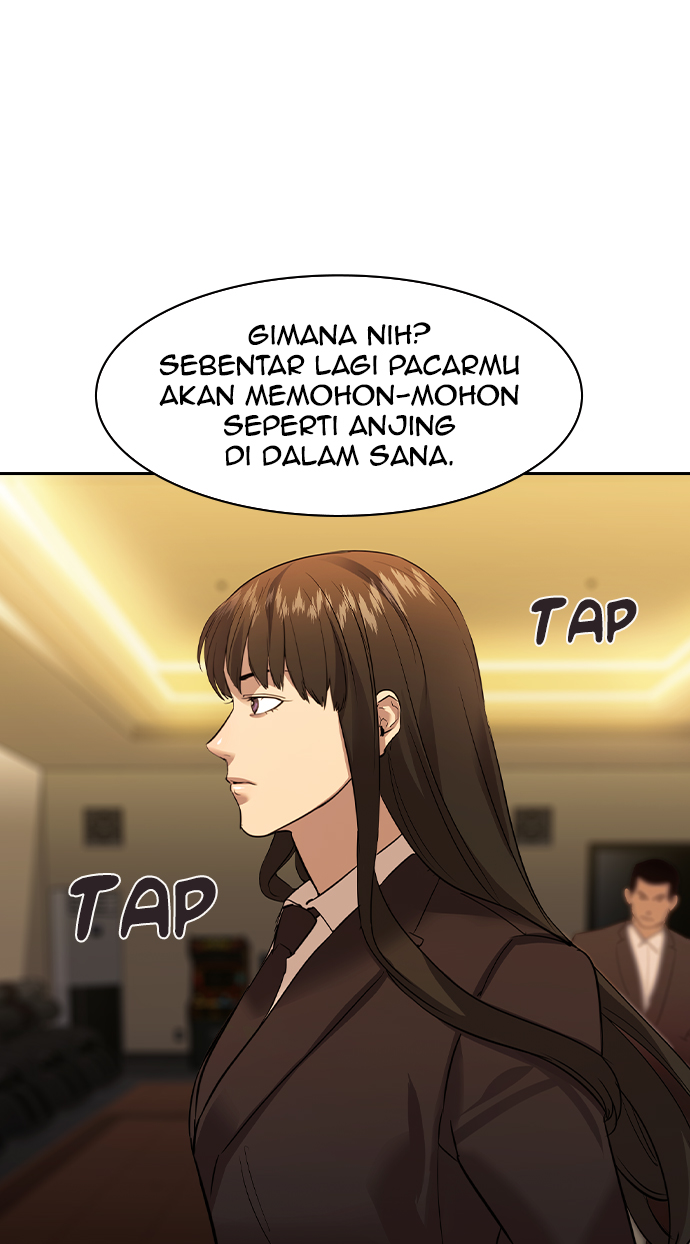 GIMANA NIH?
SEBENTAR LAGI PACARMU
AKAN MEMOHON-MOHON
SEPERTI ANJING
DI DALAM SANA.
TAP
TAP